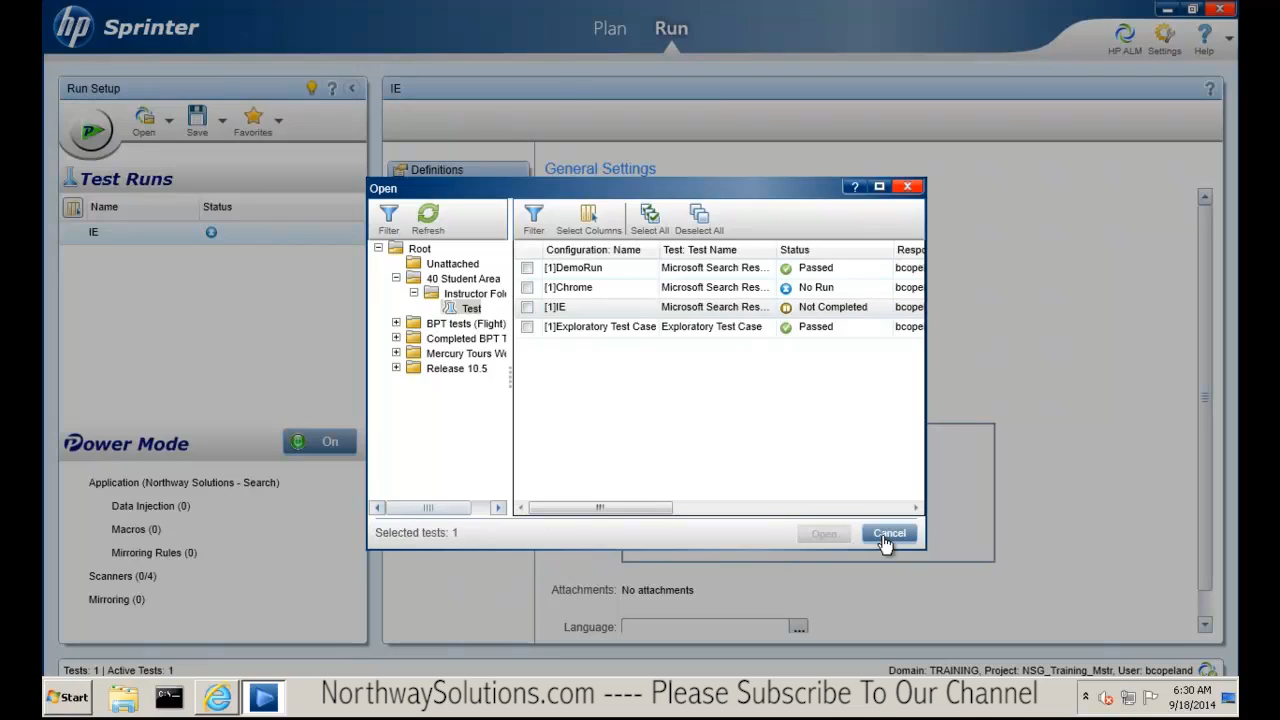 hp Sprinter
Plan Run
HP ALM Settings Help
Run Setup
Open Save Favorites
Test Runs
Name Status
IE
Power Mode
On
Application (Northway Solutions - Search)
Data Injection (0)
Macros (0)
Mirroring Rules (0)
Scanners (0/4)
Mirroring (0)
IE
Definitions
General Settings
Open
Filter Refresh
Root
Unattached
40 Student Area
Instructor Fol
Test
BPT tests (Flight)
Completed BPT T
Mercury Tours We
Release 10.5
Filter Select Columns Select All Deselect All
Configuration: Name Test: Test Name Status Respo
[1]DemoRun Microsoft Search Res... Passed bcopela
[1]Chrome Microsoft Search Res... No Run bcopela
[1]IE Microsoft Search Res... Not Completed bcopela
[1]Exploratory Test Case Exploratory Test Case Passed bcopela
Selected tests: 1
Open Cancel
Attachments: No attachments
Language: ...
Tests: 1 | Active Tests: 1
Domain: TRAINING, Project: NSG_Training_Mstr, User: bcopeland
Start
NorthwaySolutions.com ---- Please Subscribe To Our Channel
6:30 AM
9/18/2014